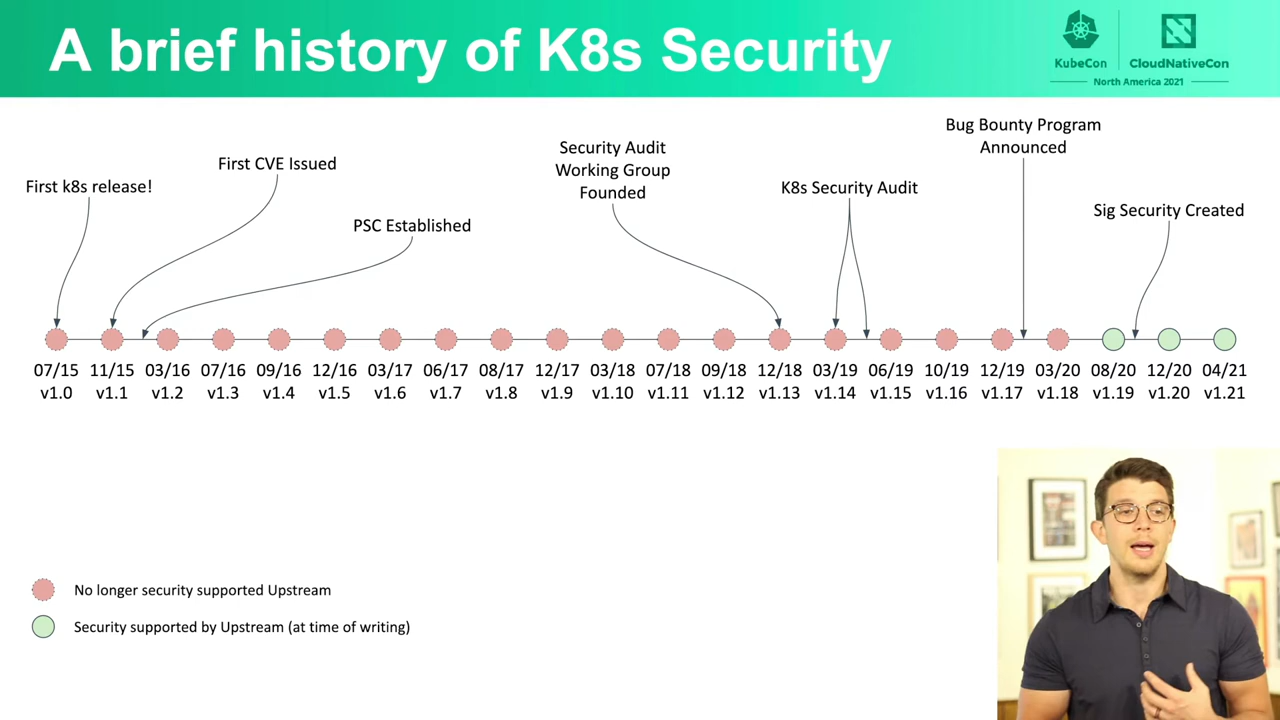 A brief history of K8s Security
KubeCon
CloudNativeCon
North America 2021
First k8s release!
First CVE Issued
PSC Established
Security Audit
Working Group
Founded
K8s Security Audit
Bug Bounty Program
Announced
Sig Security Created
07/15 11/15 03/16 07/16 09/16 12/16 03/17 06/17 08/17 12/17 03/18 07/18 09/18 12/18 03/19 06/19 10/19 12/19 03/20 08/20 12/20 04/21
v1.0 v1.1 v1.2 v1.3 v1.4 v1.5 v1.6 v1.7 v1.8 v1.9 v1.10 v1.11 v1.12 v1.13 v1.14 v1.15 v1.16 v1.17 v1.18 v1.19 v1.20 v1.21
No longer security supported Upstream
Security supported by Upstream (at time of writing)